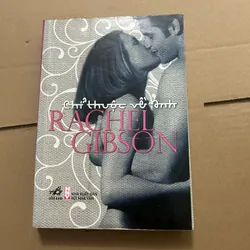 Chỉ thuộc về Anh
RACHEL
GIBSON